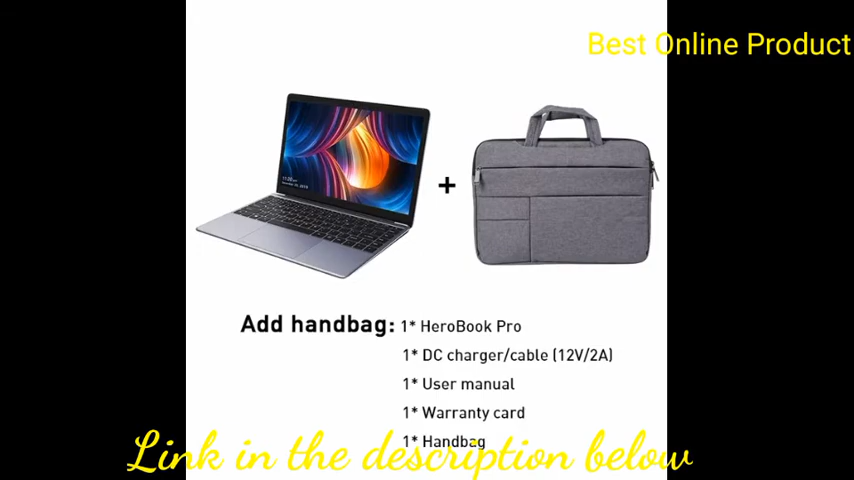 Best Online Product
Add handbag: 1* HeroBook Pro
1* DC charger/cable (12V/2A)
1* User manual
1* Warranty card
1* Handbag
Link in the description below